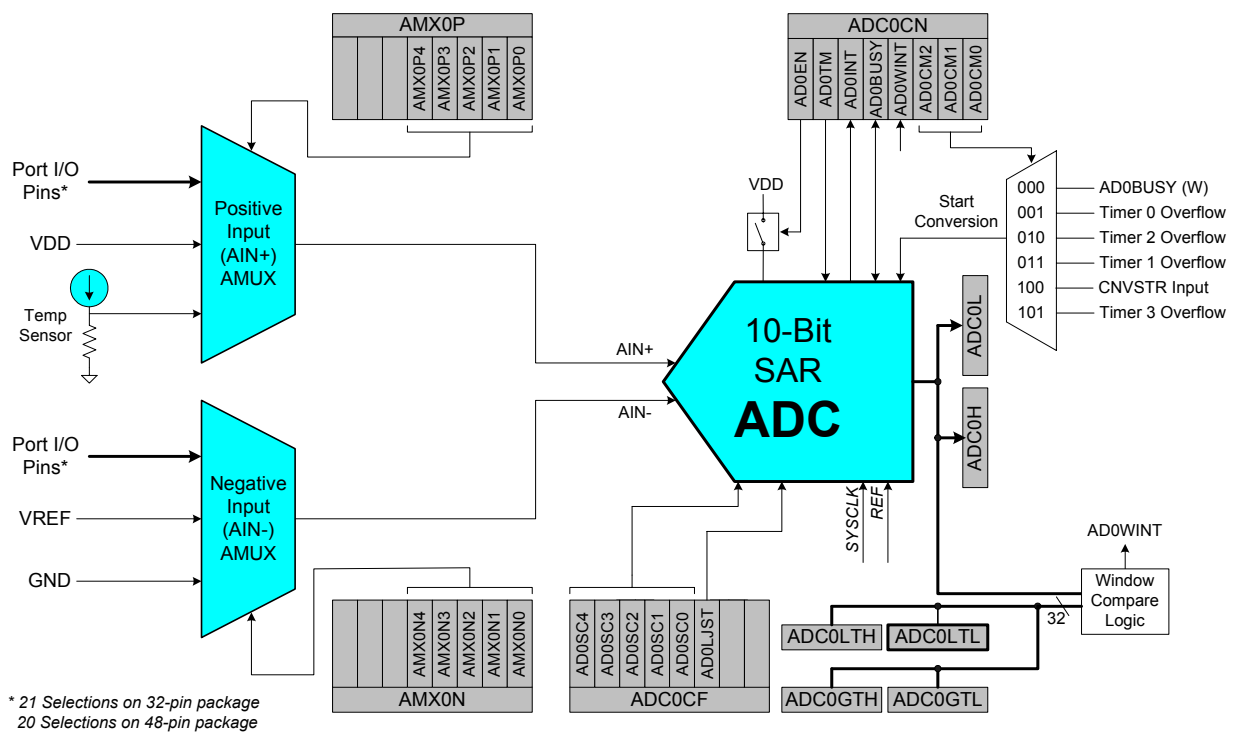 AMX0P
AMX0P4
AMX0P3
AMX0P2
AMX0P1
AMX0P0
ADC0CN
AD0EN
AD0TM
AD0INT
AD0BUSY
AD0WINT
AD0CM2
AD0CM1
AD0CM0
Port I/O
Pins*
VDD
Temp
Sensor
Positive
Input
(AIN+)
AMUX
VDD
Start
Conversion
000
AD0BUSY (W)
001
Timer 0 Overflow
010
Timer 2 Overflow
011
Timer 1 Overflow
100
CNVSTR Input
101
Timer 3 Overflow
AIN+
AIN-
10-Bit
SAR
ADC
ADC0L
ADC0H
Port I/O
Pins*
VREF
GND
Negative
Input
(AIN-)
AMUX
SYSCLK
REF
AD0WINT
Window
Compare
Logic
32
AMX0N4
AMX0N3
AMX0N2
AMX0N1
AMX0N0
AMX0N
AD0SC4
AD0SC3
AD0SC2
AD0SC1
AD0SC0
AD0LJST
ADC0CF
ADC0LTH
ADC0LTL
ADC0GTH
ADC0GTL
* 21 Selections on 32-pin package
20 Selections on 48-pin package